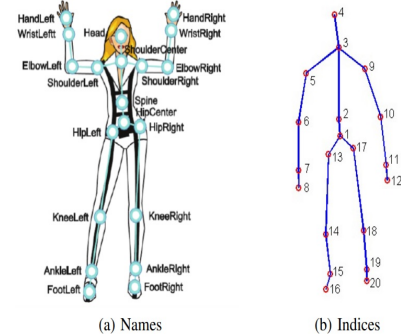 HandLeft
HandRight
WristLeftt
WristRight
Head
ShoulderCenter
ElbowLeft
ElbowRight
ShoulderLeft
ShoulderRight
Spine
HipCenter
HipLeft
HipRight
KneeLeft
KneeRight
AnkleLeft
AnkleRight
FootLeft
FootRight
4
3
5
9
6
2
10
1
13
17
7
11
8
12
14
18
15
19
16
20
(a) Names
(b) Indices